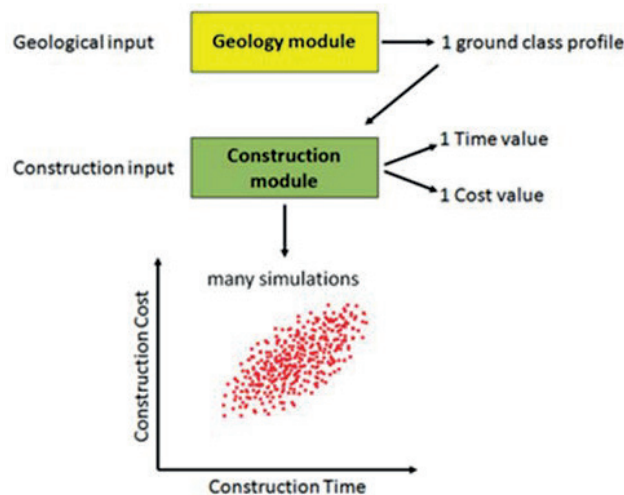 Geological input
Geology module
1 ground class profile
Construction input
Construction
module
1 Time value
1 Cost value
many simulations
Construction Cost
Construction Time